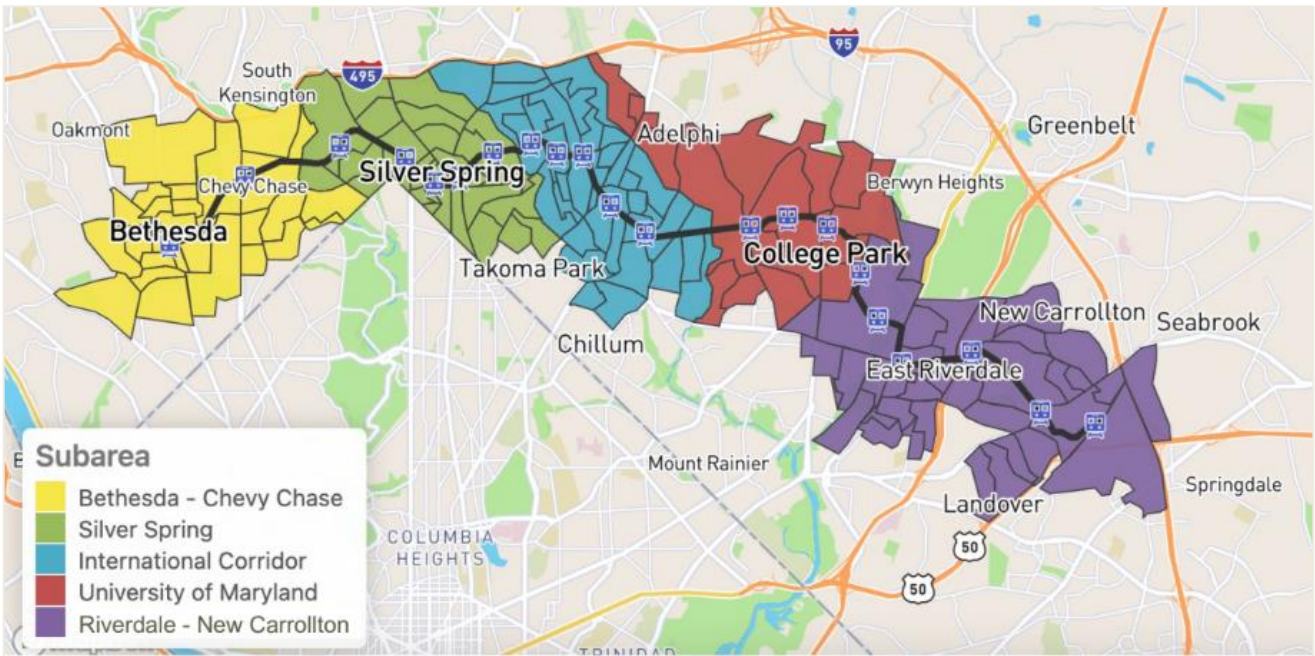 South
Kensington
495
95
Oakmont
Adelphi
Greenbelt
Silver Spring
Chevy Chase
Berwyn Heights
Bethesda
College Park
Takoma Park
New Carrollton
Seabrook
Chillum
East Riverdale
Subarea
Bethesda - Chevy Chase
Silver Spring
International Corridor
University of Maryland
Riverdale - New Carrollton
B
Mount Rainier
Springdale
Landover
COLUMBIA
HEIGHTS
50
50
TRINIDAD